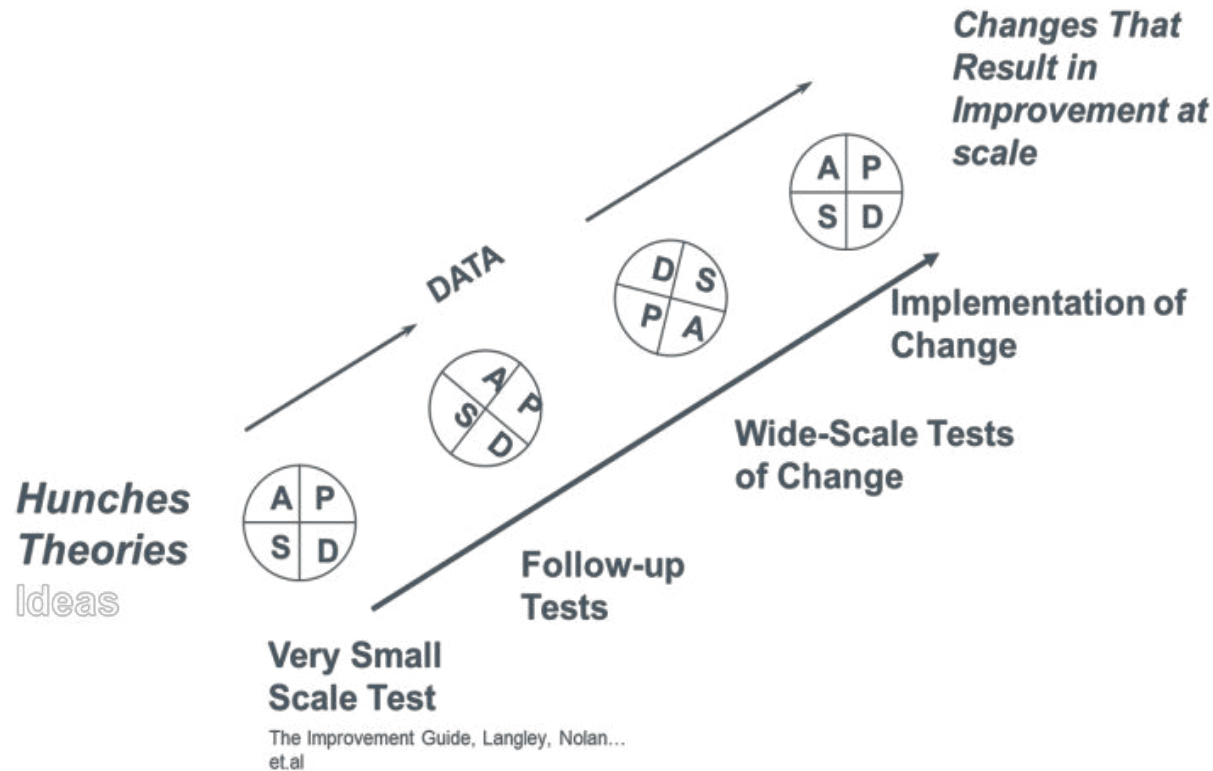 Changes That
Result in
Improvement at
scale
A P
S D
DATA
D S
P A
Implementation of
Change
A P
S D
Wide-Scale Tests
of Change
Hunches
Theories
Ideas
A P
S D
Follow-up
Tests
Very Small
Scale Test
The Improvement Guide, Langley, Nolan…
et.al